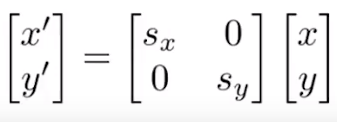 [x′] = [s_x 0] [x]
[y′] [0 s_y] [y]